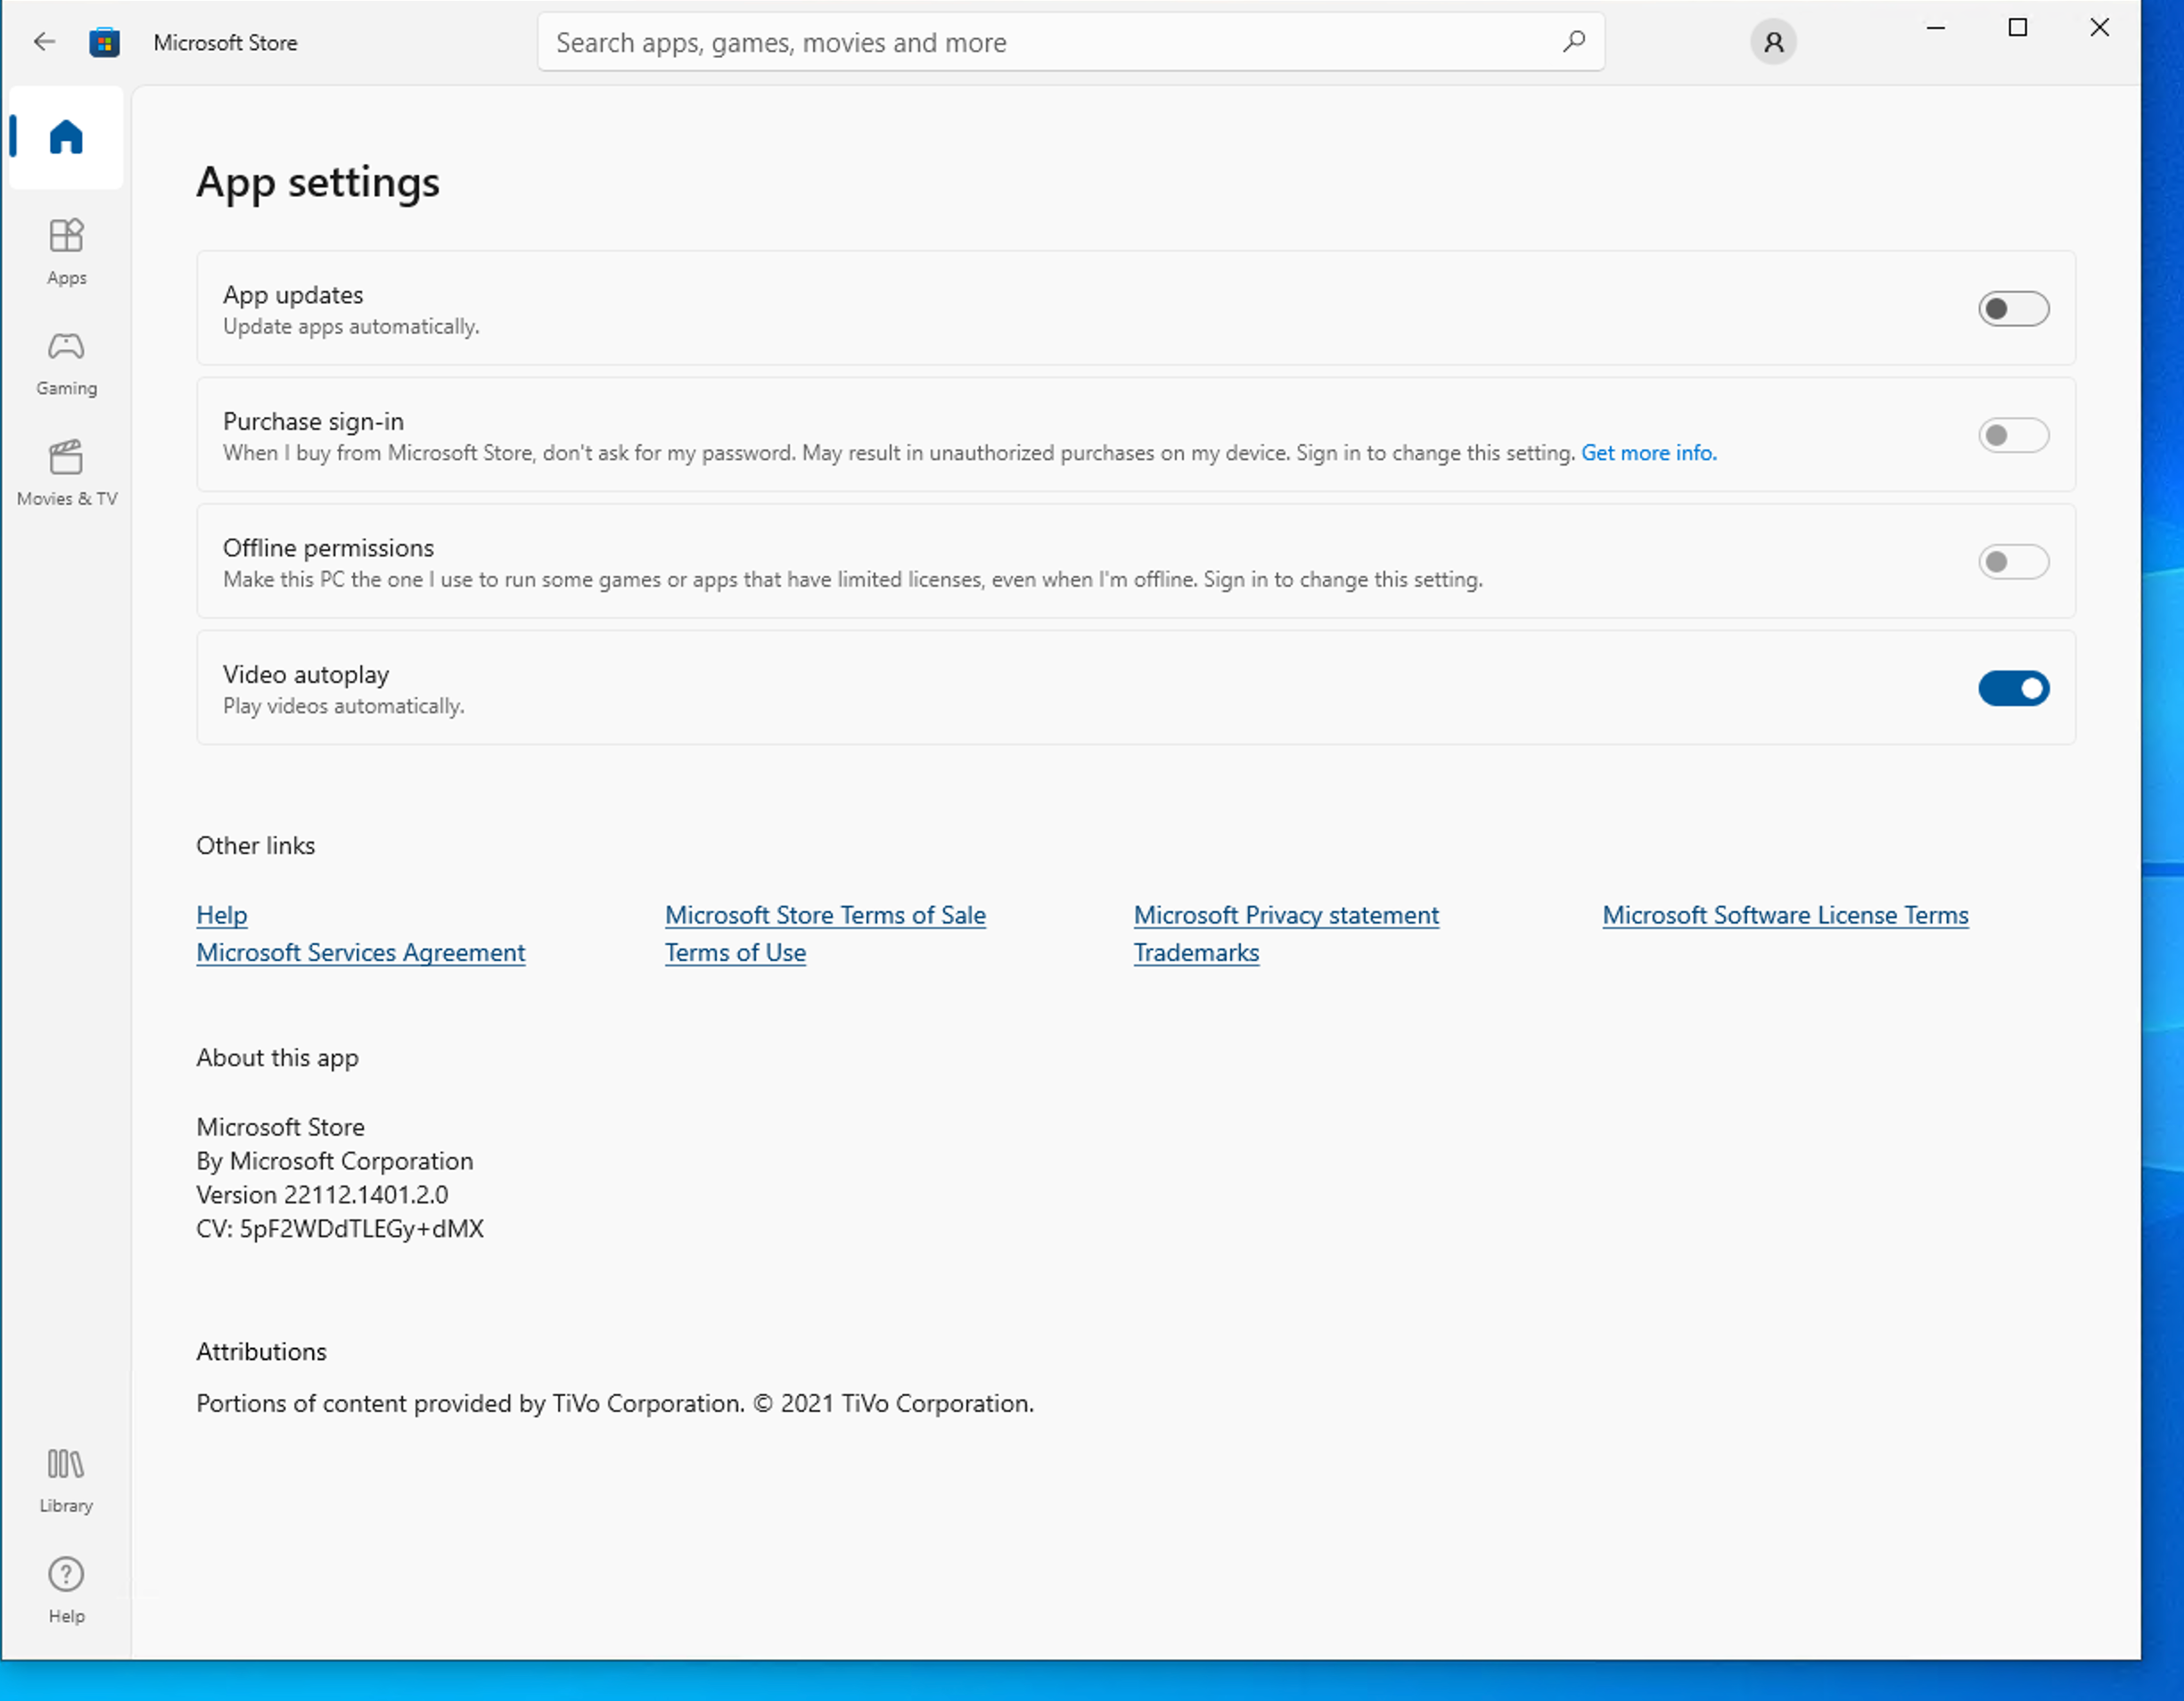 Microsoft Store
Search apps, games, movies and more
Apps
Gaming
Movies & TV
App settings
App updates
Update apps automatically.
Purchase sign-in
When I buy from Microsoft Store, don't ask for my password. May result in unauthorized purchases on my device. Sign in to change this setting. Get more info.
Offline permissions
Make this PC the one I use to run some games or apps that have limited licenses, even when I'm offline. Sign in to change this setting.
Video autoplay
Play videos automatically.
Other links
Help
Microsoft Store Terms of Sale
Microsoft Privacy statement
Microsoft Software License Terms
Microsoft Services Agreement
Terms of Use
Trademarks
About this app
Microsoft Store
By Microsoft Corporation
Version 22112.1401.2.0
CV: 5pF2WDdTLEGy+dMX
Attributions
Portions of content provided by TiVo Corporation. © 2021 TiVo Corporation.
Library
Help